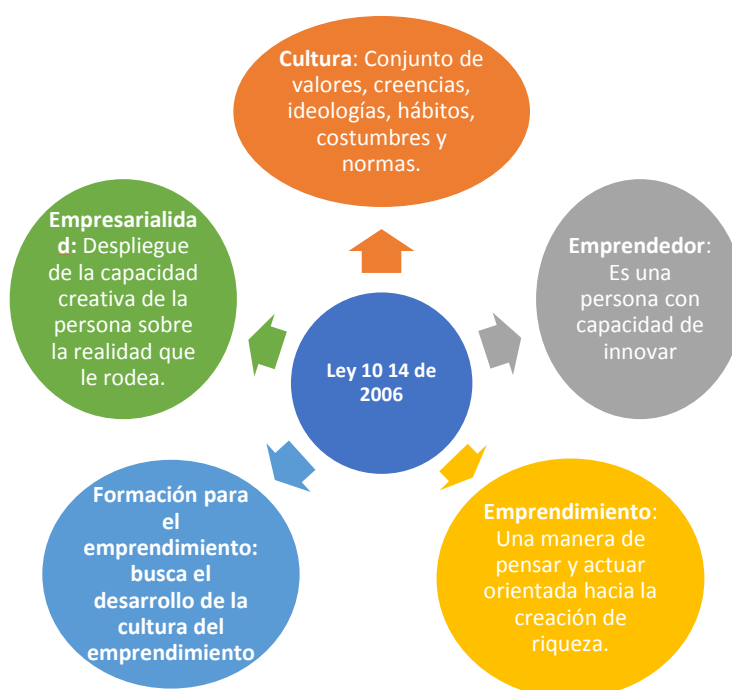 Cultura: Conjunto de
valores, creencias,
ideologías, hábitos,
costumbres y
normas.
Emprendedor:
Es una
persona con
capacidad de
innovar
Emprendimiento:
Una manera de
pensar y actuar
orientada hacia la
creación de
riqueza.
Formación para
el
emprendimiento:
busca el
desarrollo de la
cultura del
emprendimiento
Empresarialida
d: Despliegue
de la capacidad
creativa de la
persona sobre
la realidad que
le rodea.
Ley 10 14 de
2006